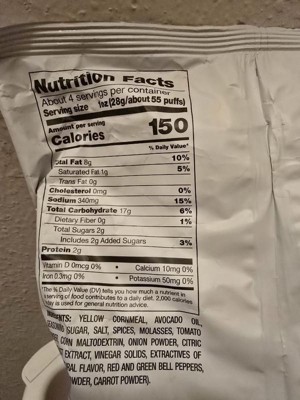 Nutrition Facts
About 4 servings per container
Serving size 1oz (28g/about 55 puffs)
Amount per serving
Calories 150
% Daily Value*
Total Fat 8g 10%
Saturated Fat 1g 5%
Trans Fat 0g
Cholesterol 0mg 0%
Sodium 340mg 15%
Total Carbohydrate 17g 6%
Dietary Fiber 0g 1%
Total Sugars 2g
Includes 2g Added Sugars 3%
Protein 2g
Vitamin D 0mcg 0% • Calcium 10mg 0%
Iron 0.3mg 0% • Potassium 50mg 0%
*The % Daily Value (DV) tells you how much a nutrient in
serving of food contributes to a daily diet. 2,000 calories
day is used for general nutrition advice.
YELLOW CORNMEAL, AVOCADO OIL,
SUGAR, SALT, SPICES, MOLASSES, TOMATO
CORN MALTODEXTRIN, ONION POWDER, CITRIC
EXTRACT, VINEGAR SOLIDS, EXTRACTIVES OF
FLAVOR, RED AND GREEN BELL PEPPERS,
CARROT POWDER).